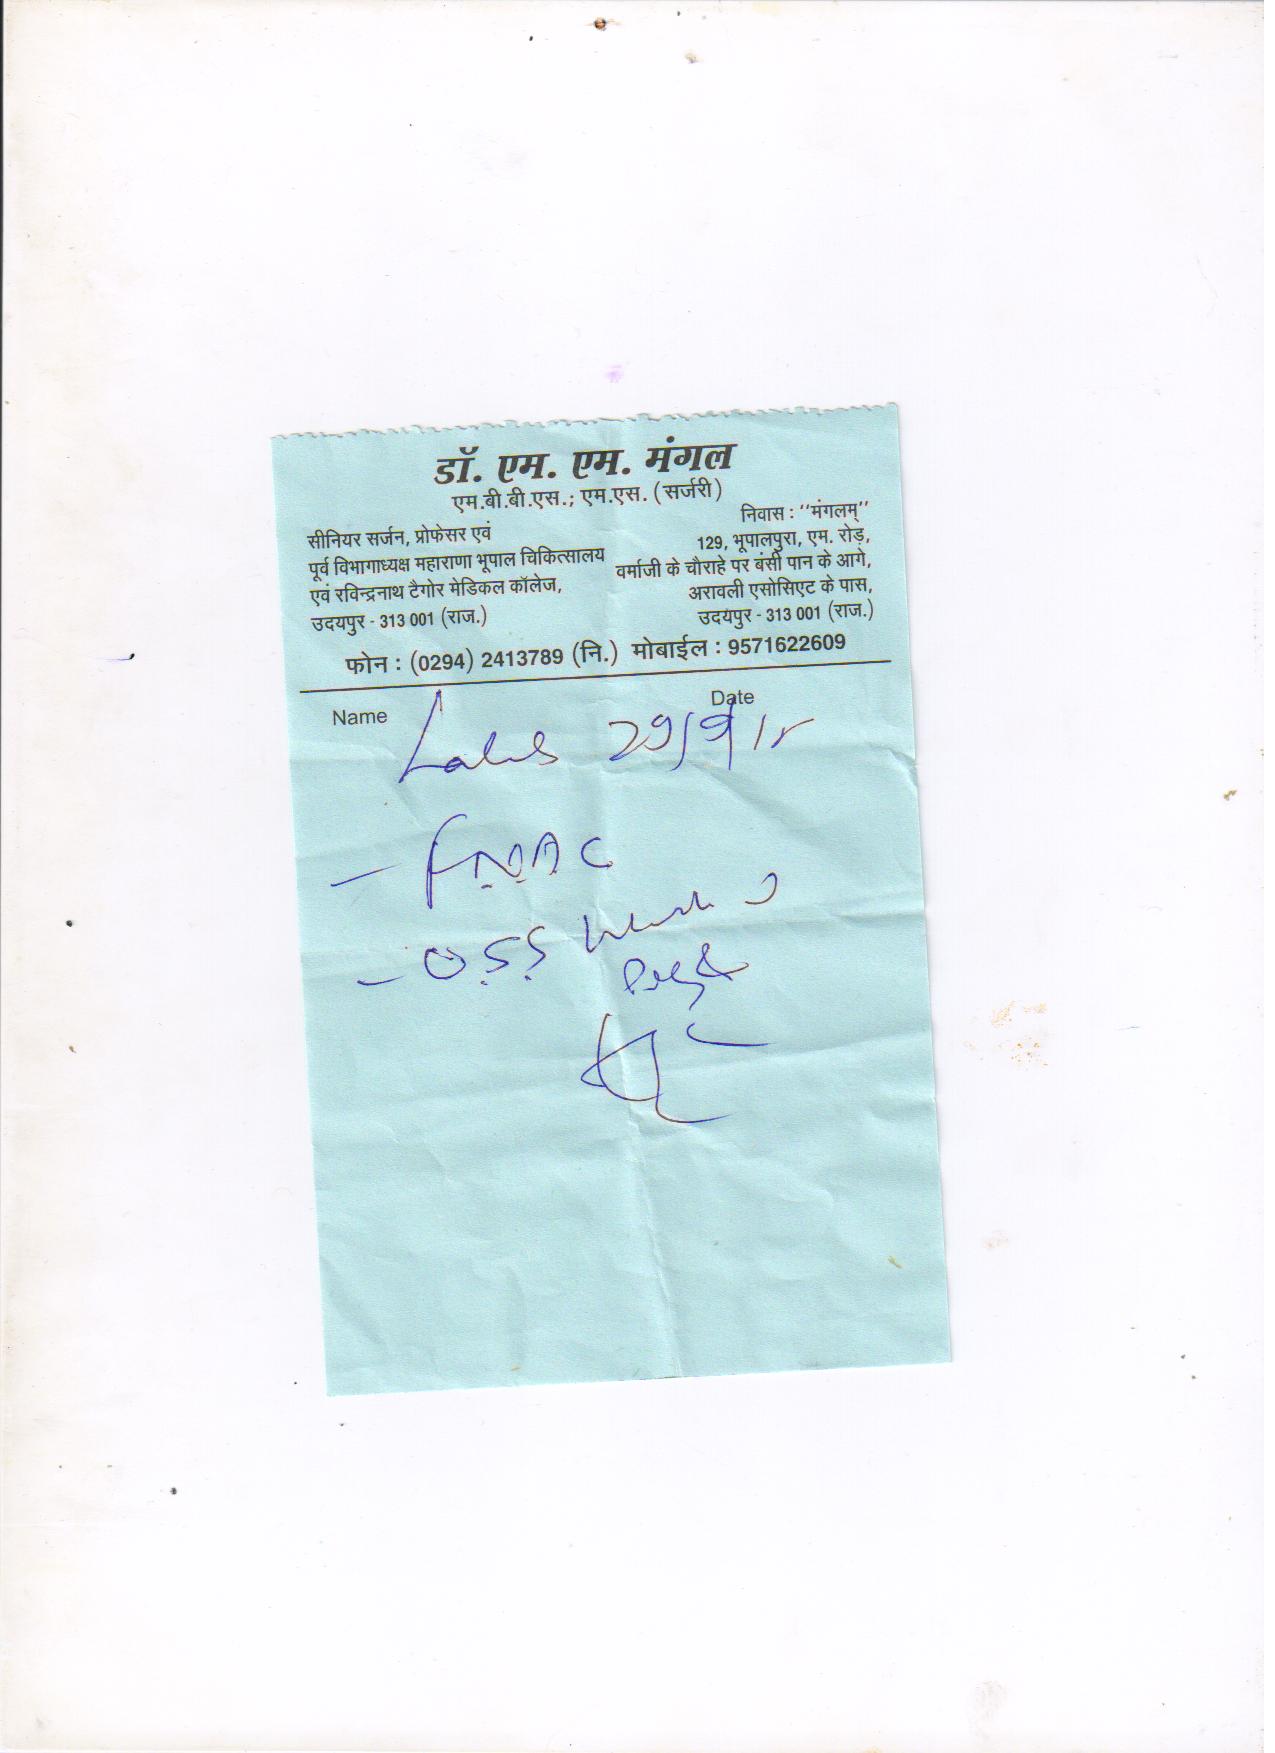 डॉ. एम. एम. मंगल
एम.बी.बी.एस.; एम.एस. (सर्जरी)
सीनियर सर्जन, प्रोफेसर एवं
पूर्व विभागाध्यक्ष महाराणा भूपाल चिकित्सालय
एवं रविन्द्रनाथ टैगोर मेडिकल कॉलेज,
उदयपुर - 313 001 (राज.)
निवास : ''मंगलम्''
129, भूपालपुरा, एम. रोड़,
वर्माजी के चौराहे पर बंसी पान के आगे,
अरावली एसोसिएट के पास,
उदयपुर - 313 001 (राज.)
फोन : (0294) 2413789 (नि.) मोबाईल : 9571622609
Name
Date
29/9/15
- F.N.A.C
- O.S.S